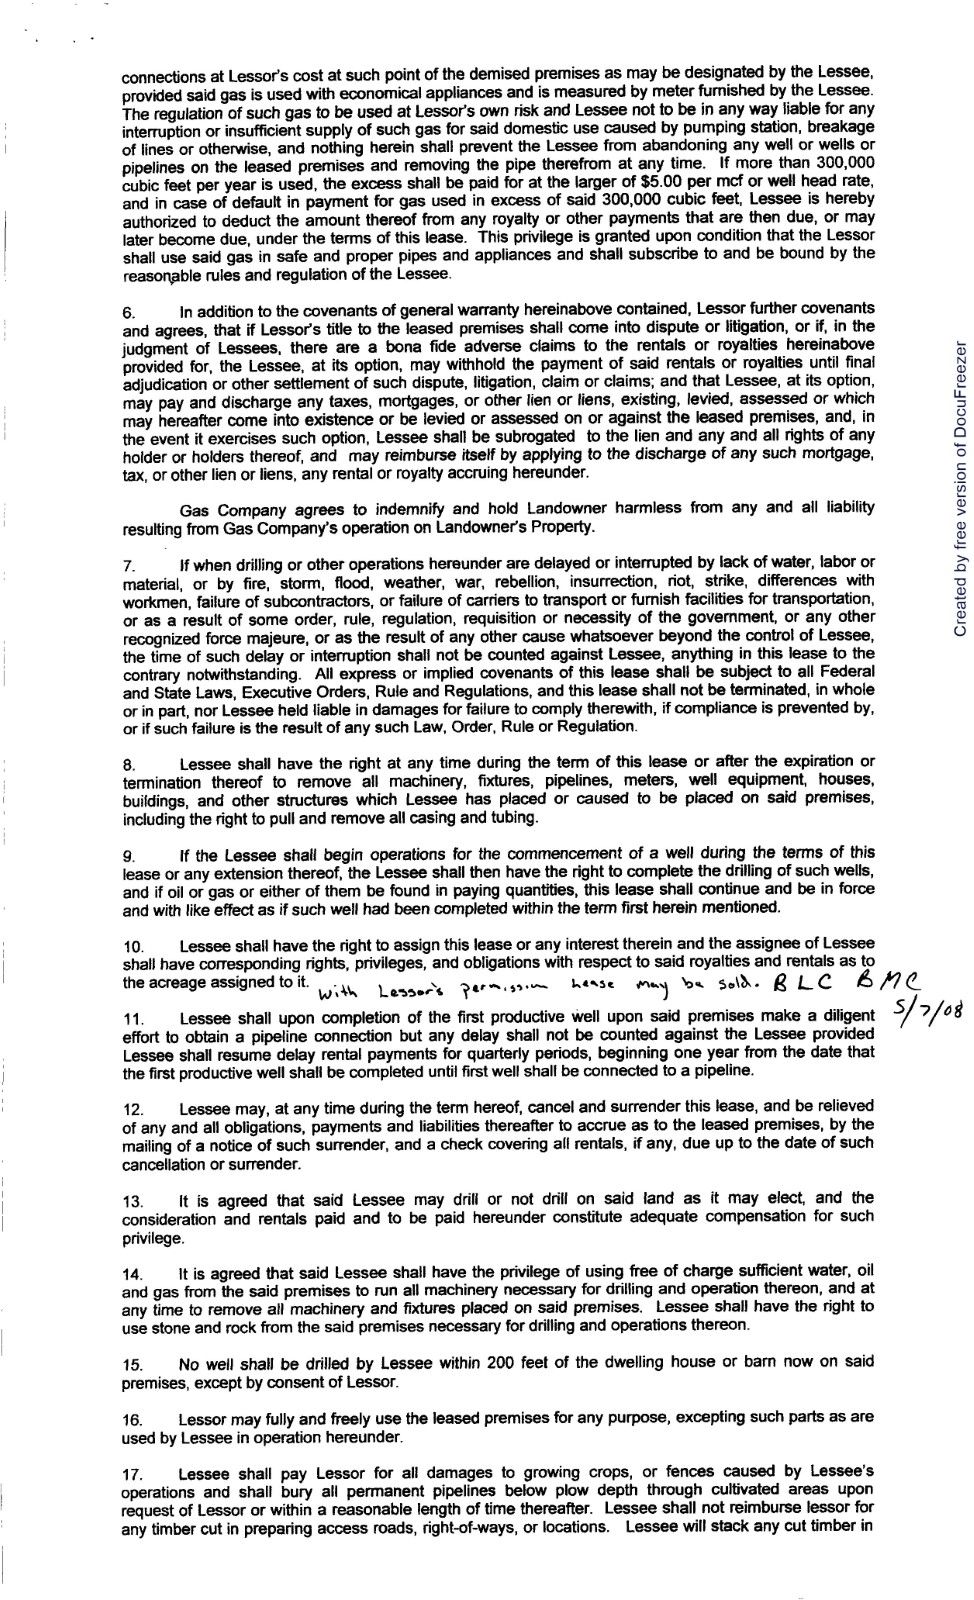 connections at Lessor's cost at such point of the demised premises as may be designated by the Lessee,
provided said gas is used with economical appliances and is measured by meter furnished by the Lessee.
The regulation of such gas to be used at Lessor's own risk and Lessee not to be in any way liable for any
interruption or insufficient supply of such gas for said domestic use caused by pumping station, breakage
of lines or otherwise, and nothing herein shall prevent the Lessee from abandoning any well or wells or
pipelines on the leased premises and removing the pipe therefrom at any time. If more than 300,000
cubic feet per year is used, the excess shall be paid for at the larger of $5.00 per mcf or well head rate,
and in case of default in payment for gas used in excess of said 300,000 cubic feet, Lessee is hereby
authorized to deduct the amount thereof from any royalty or other payments that are then due, or may
later become due, under the terms of this lease. This privilege is granted upon condition that the Lessor
shall use said gas in safe and proper pipes and appliances and shall subscribe to and be bound by the
reasonable rules and regulation of the Lessee.
6. In addition to the covenants of general warranty hereinabove contained, Lessor further covenants
and agrees, that if Lessor's title to the leased premises shall come into dispute or litigation, or if, in the
judgment of Lessees, there are a bona fide adverse claims to the rentals or royalties hereinabove
provided for, the Lessee, at its option, may withhold the payment of said rentals or royalties until final
adjudication or other settlement of such dispute, litigation, claim or claims; and that Lessee, at its option,
may pay and discharge any taxes, mortgages, or other lien or liens, existing, levied, assessed or which
may hereafter come into existence or be levied or assessed on or against the leased premises, and, in
the event it exercises such option, Lessee shall be subrogated to the lien and any and all rights of any
holder or holders thereof, and may reimburse itself by applying to the discharge of any such mortgage,
tax, or other lien or liens, any rental or royalty accruing hereunder.
Gas Company agrees to indemnify and hold Landowner harmless from any and all liability
resulting from Gas Company's operation on Landowner's Property.
7. If when drilling or other operations hereunder are delayed or interrupted by lack of water, labor or
material, or by fire, storm, flood, weather, war, rebellion, insurrection, riot, strike, differences with
workmen, failure of subcontractors, or failure of carriers to transport or furnish facilities for transportation,
or as a result of some order, rule, regulation, requisition or necessity of the government, or any other
recognized force majeure, or as the result of any other cause whatsoever beyond the control of Lessee,
the time of such delay or interruption shall not be counted against Lessee, anything in this lease to the
contrary notwithstanding. All express or implied covenants of this lease shall be subject to all Federal
and State Laws, Executive Orders, Rule and Regulations, and this lease shall not be terminated, in whole
or in part, nor Lessee held liable in damages for failure to comply therewith, if compliance is prevented by,
or if such failure is the result of any such Law, Order, Rule or Regulation.
8. Lessee shall have the right at any time during the term of this lease or after the expiration or
termination thereof to remove all machinery, fixtures, pipelines, meters, well equipment, houses,
buildings, and other structures which Lessee has placed or caused to be placed on said premises,
including the right to pull and remove all casing and tubing.
9. If the Lessee shall begin operations for the commencement of a well during the terms of this
lease or any extension thereof, the Lessee shall then have the right to complete the drilling of such wells,
and if oil or gas or either of them be found in paying quantities, this lease shall continue and be in force
and with like effect as if such well had been completed within the term first herein mentioned.
10. Lessee shall have the right to assign this lease or any interest therein and the assignee of Lessee
shall have corresponding rights, privileges, and obligations with respect to said royalties and rentals as to
the acreage assigned to it. With Lessor's permission Lease may be sold. BLC BMC
5/7/08
11. Lessee shall upon completion of the first productive well upon said premises make a diligent
effort to obtain a pipeline connection but any delay shall not be counted against the Lessee provided
Lessee shall resume delay rental payments for quarterly periods, beginning one year from the date that
the first productive well shall be completed until first well shall be connected to a pipeline.
12. Lessee may, at any time during the term hereof, cancel and surrender this lease, and be relieved
of any and all obligations, payments and liabilities thereafter to accrue as to the leased premises, by the
mailing of a notice of such surrender, and a check covering all rentals, if any, due up to the date of such
cancellation or surrender.
13. It is agreed that said Lessee may drill or not drill on said land as it may elect, and the
consideration and rentals paid and to be paid hereunder constitute adequate compensation for such
privilege.
14. It is agreed that said Lessee shall have the privilege of using free of charge sufficient water, oil
and gas from the said premises to run all machinery necessary for drilling and operation thereon, and at
any time to remove all machinery and fixtures placed on said premises. Lessee shall have the right to
use stone and rock from the said premises necessary for drilling and operations thereon.
15. No well shall be drilled by Lessee within 200 feet of the dwelling house or barn now on said
premises, except by consent of Lessor.
16. Lessor may fully and freely use the leased premises for any purpose, excepting such parts as are
used by Lessee in operation hereunder.
17. Lessee shall pay Lessor for all damages to growing crops, or fences caused by Lessee's
operations and shall bury all permanent pipelines below plow depth through cultivated areas upon
request of Lessor or within a reasonable length of time thereafter. Lessee shall not reimburse lessor for
any timber cut in preparing access roads, right-of-ways, or locations. Lessee will stack any cut timber in
Created by free version of DocuFreezer